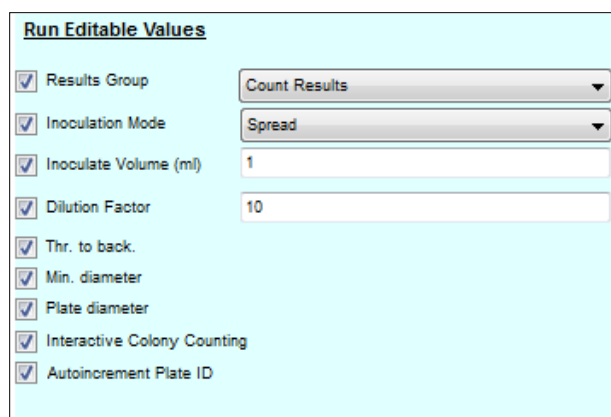 Run Editable Values
Results Group Count Results
Inoculation Mode Spread
Inoculate Volume (ml) 1
Dilution Factor 10
Thr. to back.
Min. diameter
Plate diameter
Interactive Colony Counting
Autoincrement Plate ID